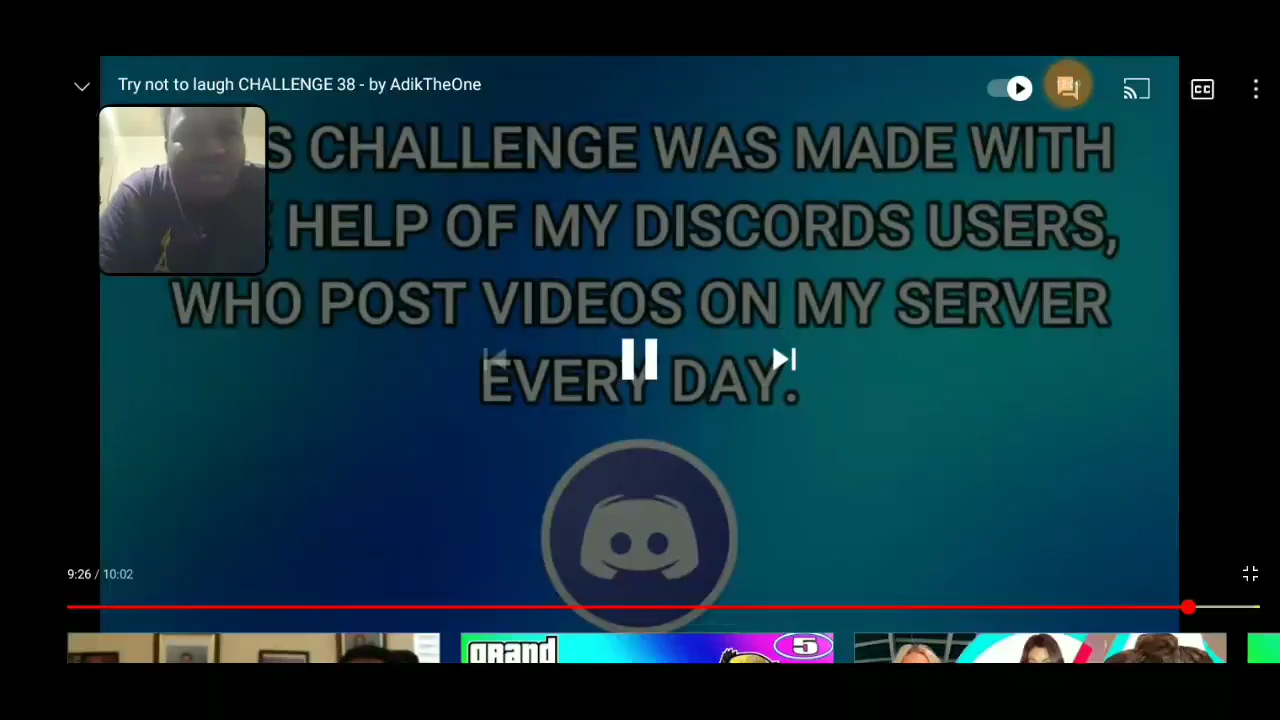 Try not to laugh CHALLENGE 38 - by AdikTheOne
CC
S CHALLENGE WAS MADE WITH
HELP OF MY DISCORDS USERS,
WHO POST VIDEOS ON MY SERVER
EVERY DAY.
9:26 / 10:02
grand
5